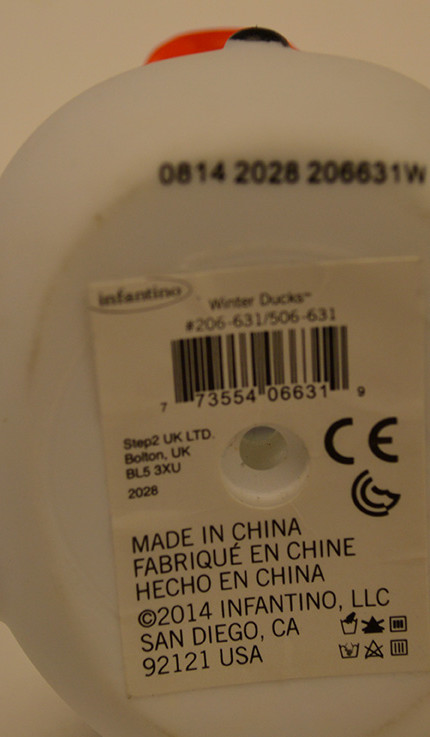 0814 2028 206631W
infantino
Winter Ducks™
#206-631/506-631
7 73554 06631 9
Step2 UK LTD.
Bolton, UK
BL5 3XU
2028
CE
MADE IN CHINA
FABRIQUÉ EN CHINE
HECHO EN CHINA
©2014 INFANTINO, LLC
SAN DIEGO, CA
92121 USA